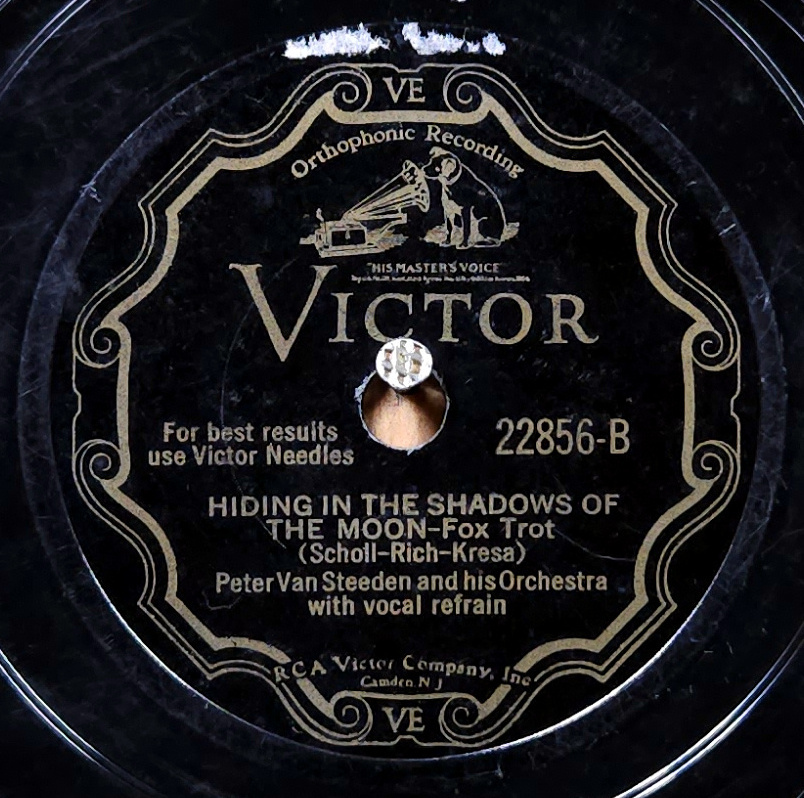 VE
Orthophonic Recording
"HIS MASTER'S VOICE"
VICTOR
For best results
use Victor Needles
22856-B
HIDING IN THE SHADOWS OF
THE MOON-Fox Trot
(Scholl-Rich-Kresa)
Peter Van Steeden and his Orchestra
with vocal refrain
RCA Victor Company, Inc.
Camden, N J
VE